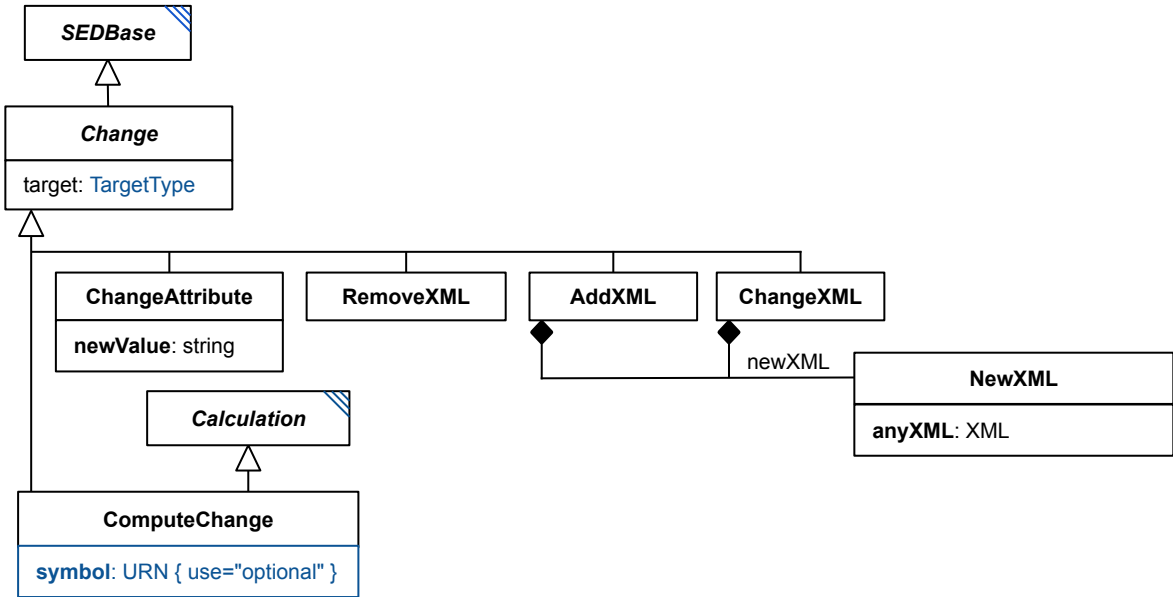 SEDBase
Change
target: TargetType
ChangeAttribute
newValue: string
RemoveXML
AddXML
ChangeXML
newXML
NewXML
anyXML: XML
Calculation
ComputeChange
symbol: URN { use="optional" }